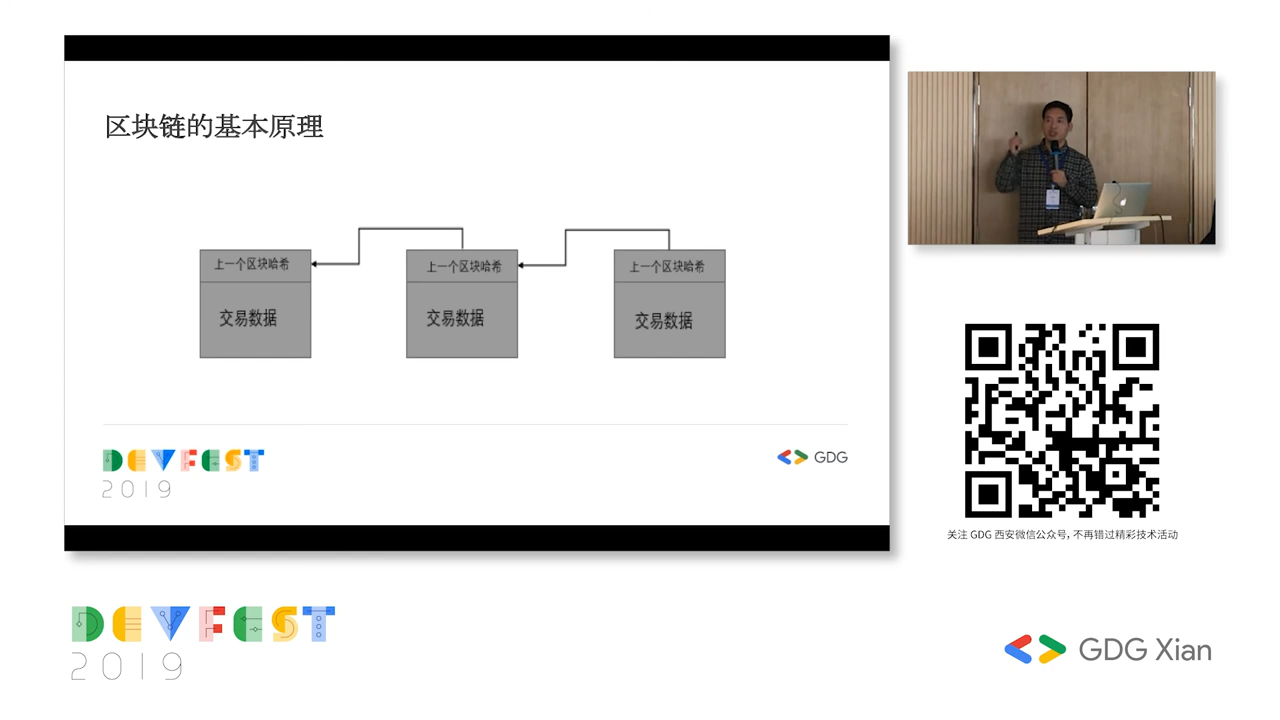 区块链的基本原理
上一个区块哈希
交易数据
上一个区块哈希
交易数据
上一个区块哈希
交易数据
DEVFEST
2019
GDG
关注 GDG 西安微信公众号, 不再错过精彩技术活动
DEVFEST
2019
GDG Xian